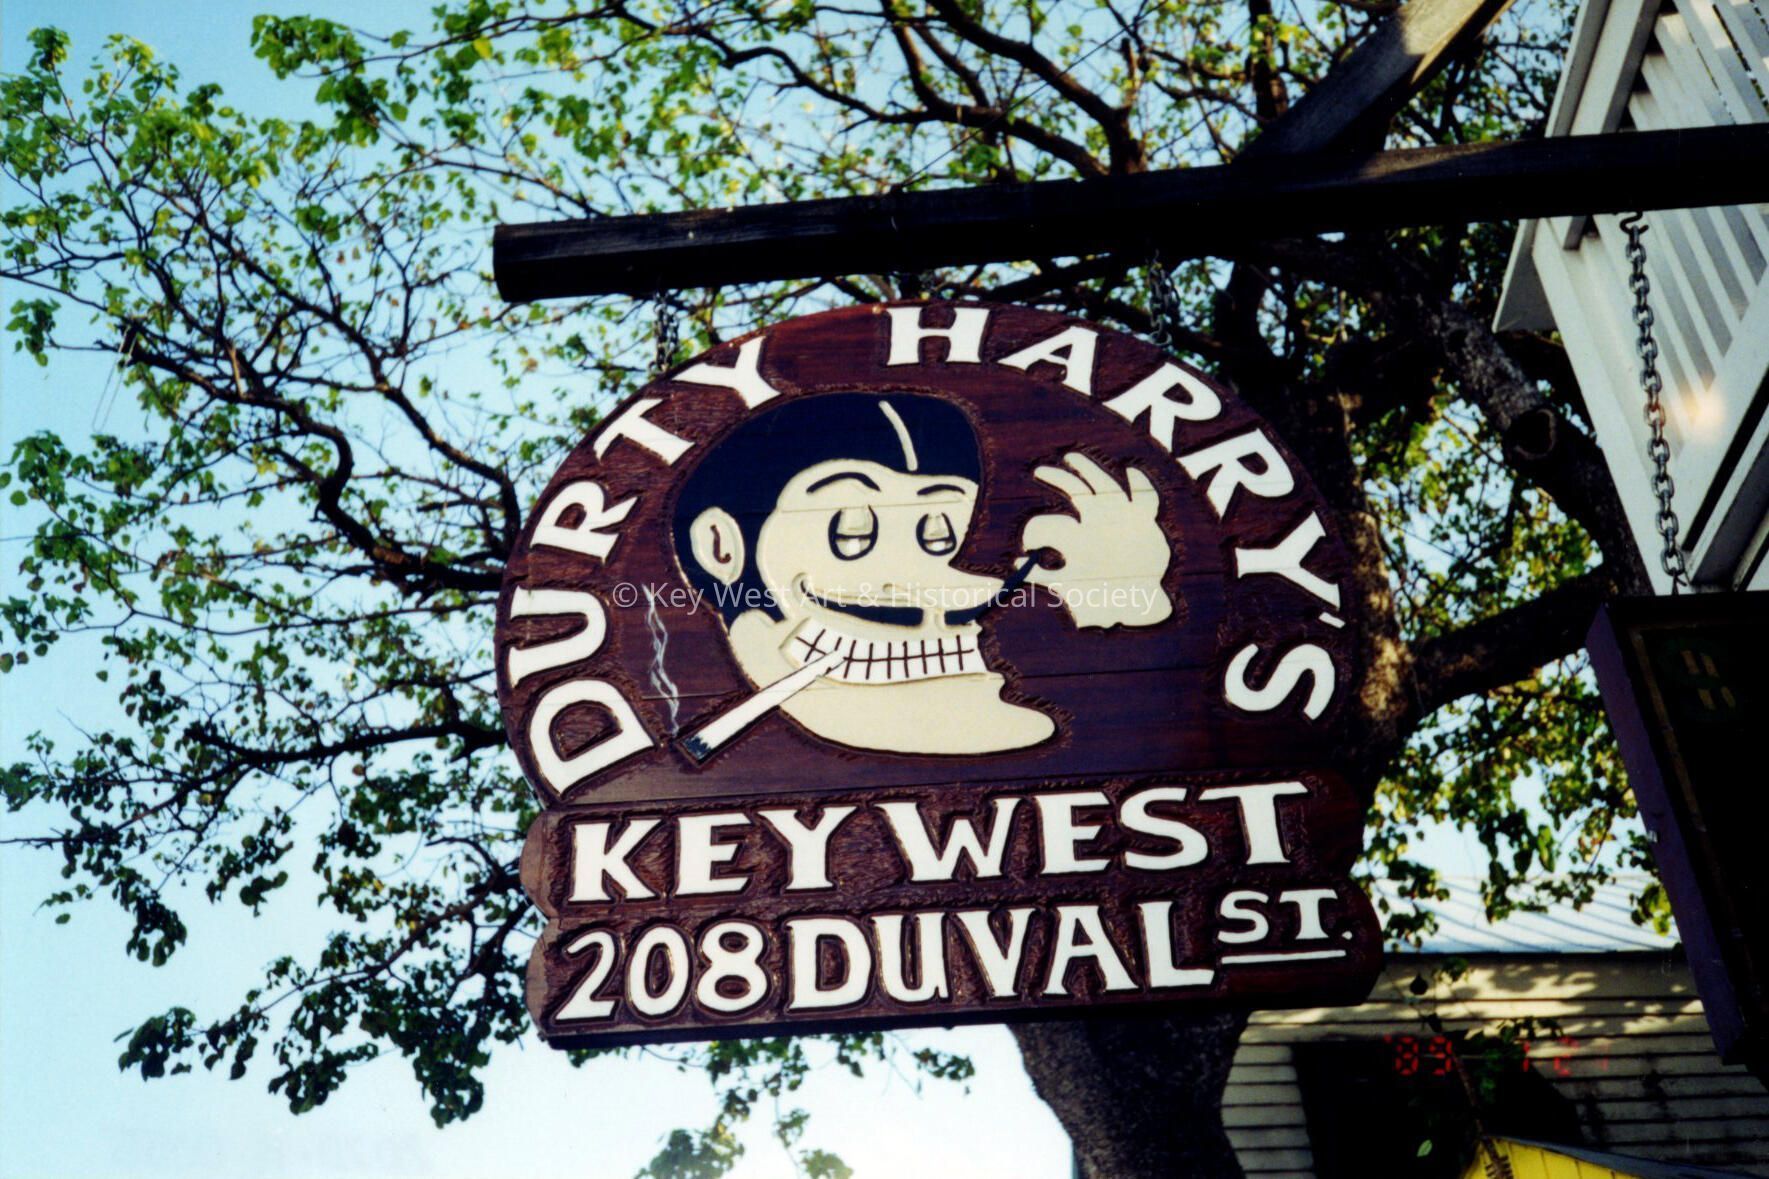 DURTY HARRY'S
© Key West Art & Historical Society
KEY WEST
208 DUVAL ST.